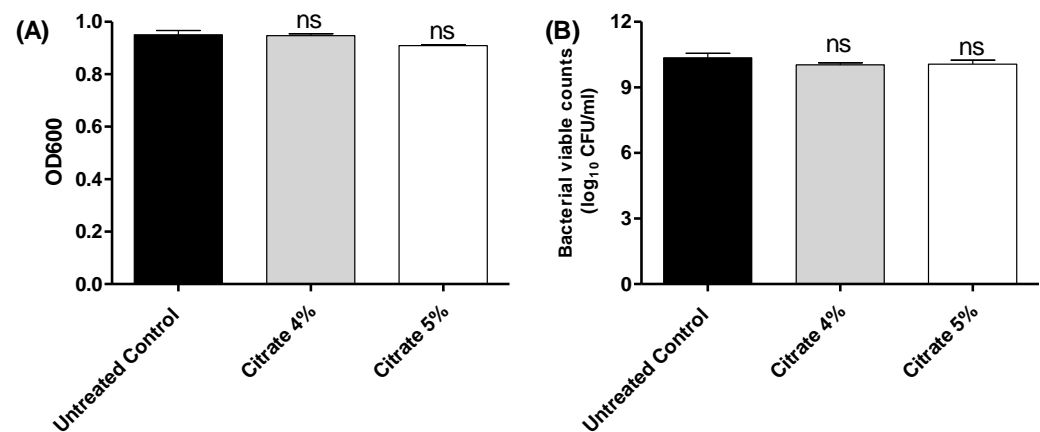 (A)
1.0
0.8
0.6
0.4
0.2
0.0
OD600
ns
ns
Untreated Control
Citrate 4%
Citrate 5%
(B)
12
9
6
3
0
Bacterial viable counts
(log₁₀ CFU/ml)
ns
ns
Untreated Control
Citrate 4%
Citrate 5%